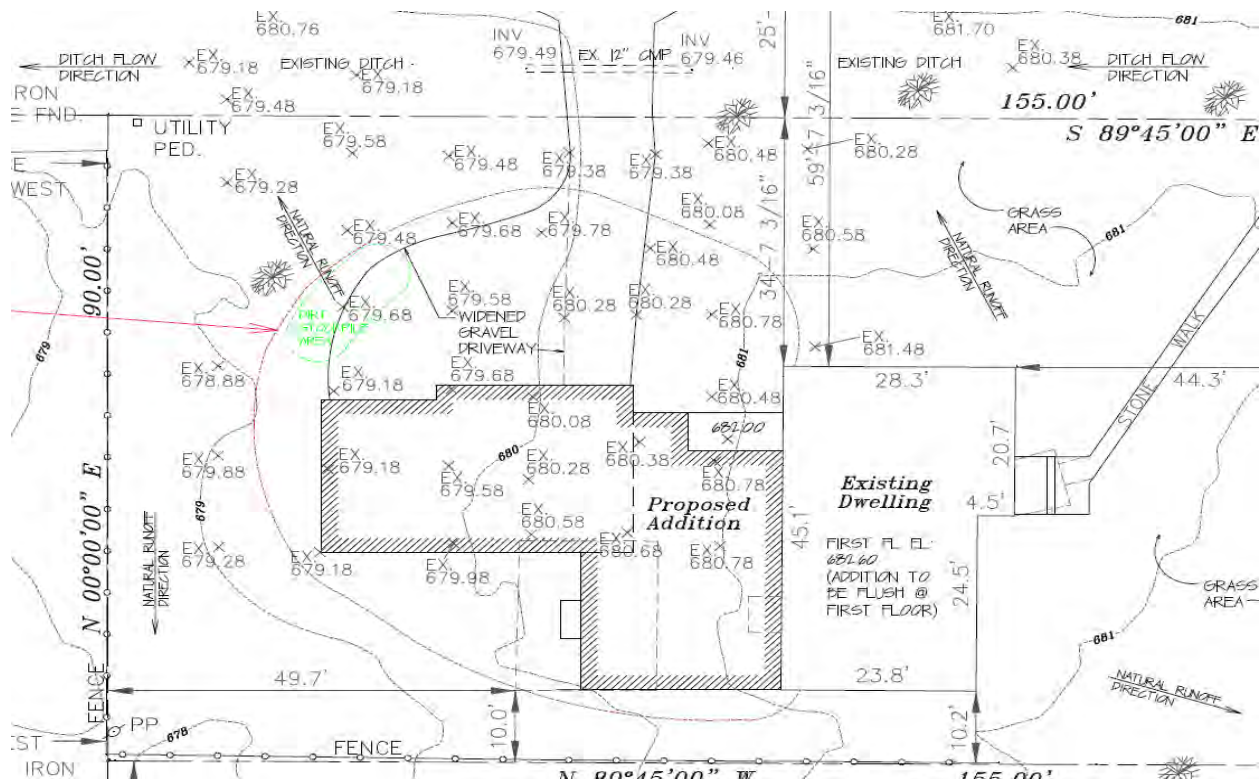 EX.
680.76
INV
679.49
EX. 12" CMP
INV
679.46
25'-
EX.
681.70
681
DITCH FLOW
DIRECTION
EX.
679.18
EXISTING DITCH
EX.
679.18
EXISTING DITCH
EX.
680.38
DITCH FLOW
DIRECTION
IRON
FND.
EX.
679.48
155.00'
S 89°45'00" E
UTILITY
PED.
EX.
679.58
EX.
679.48
EX.
679.38
EX.
679.38
EX.
680.48
EX.
680.28
59'-7 3/16"
34'-7 3/16"
WEST
EX.
679.28
EX.
679.48
EX.
679.68
EX.
679.78
EX.
680.08
EX.
680.58
GRASS
AREA
NATURAL RUNOFF
DIRECTION
NATURAL RUNOFF
DIRECTION
681
EX.
680.48
90.00'
EX.
679.68
EX.
679.58
EX.
680.28
EX.
680.28
EX.
680.78
DIRT
STOCKPILE
AREA
WIDENED
GRAVEL
DRIVEWAY
679
681
EX.
681.48
STONE WALK
EX.
678.88
EX.
679.18
EX.
679.68
EX.
680.48
28.3'
44.3'
EX.
680.08
682.00
20.7'
EX.
679.88
EX.
679.18
680
EX.
680.28
EX.
680.38
EX.
680.78
EX.
679.58
Proposed
Addition
Existing
Dwelling
4.5'
N 00°00'00" E
679
EX.
680.58
45.1'
NATURAL RUNOFF
DIRECTION
EX.
679.28
EX.
679.18
EX.
679.98
EX.
680.68
EX.
680.78
FIRST FL EL:
682.60
(ADDITION TO
BE FLUSH @
FIRST FLOOR)
24.5'
GRASS
AREA
681
49.7'
23.8'
NATURAL RUNOFF
DIRECTION
FENCE
PP
678
10.0'
10.2'
FENCE
IRON
N 89°45'00" W
155.00'